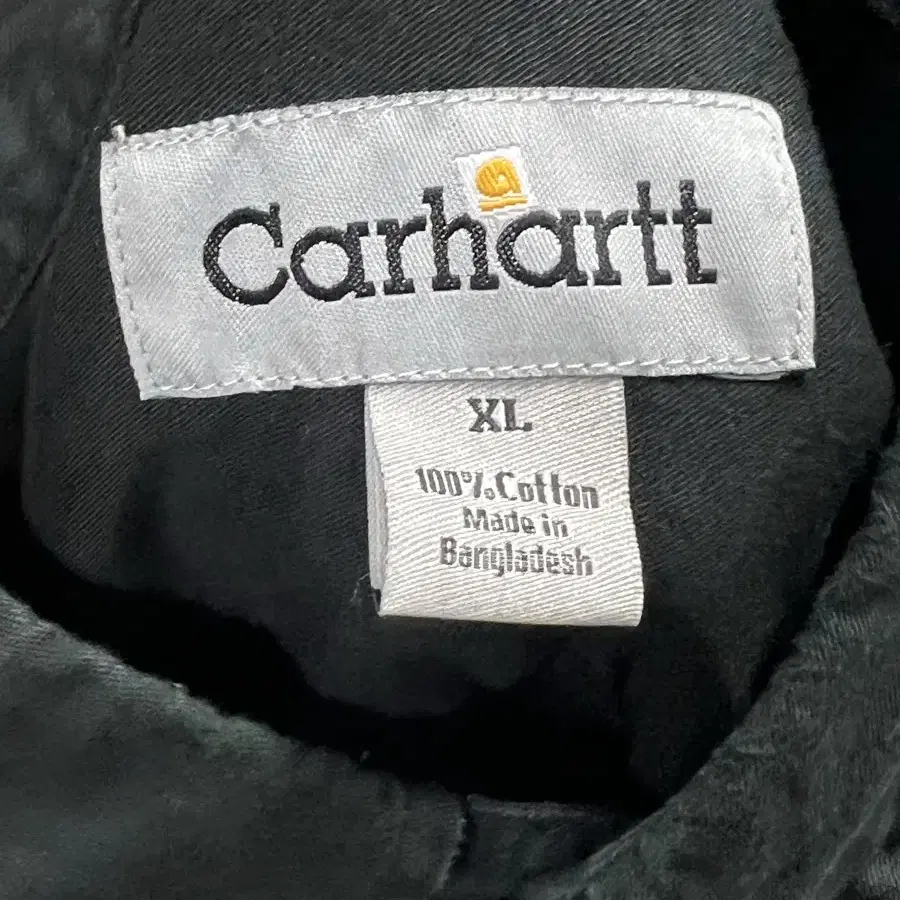 Carhartt
XL
100% Cotton
Made in
Bangladesh